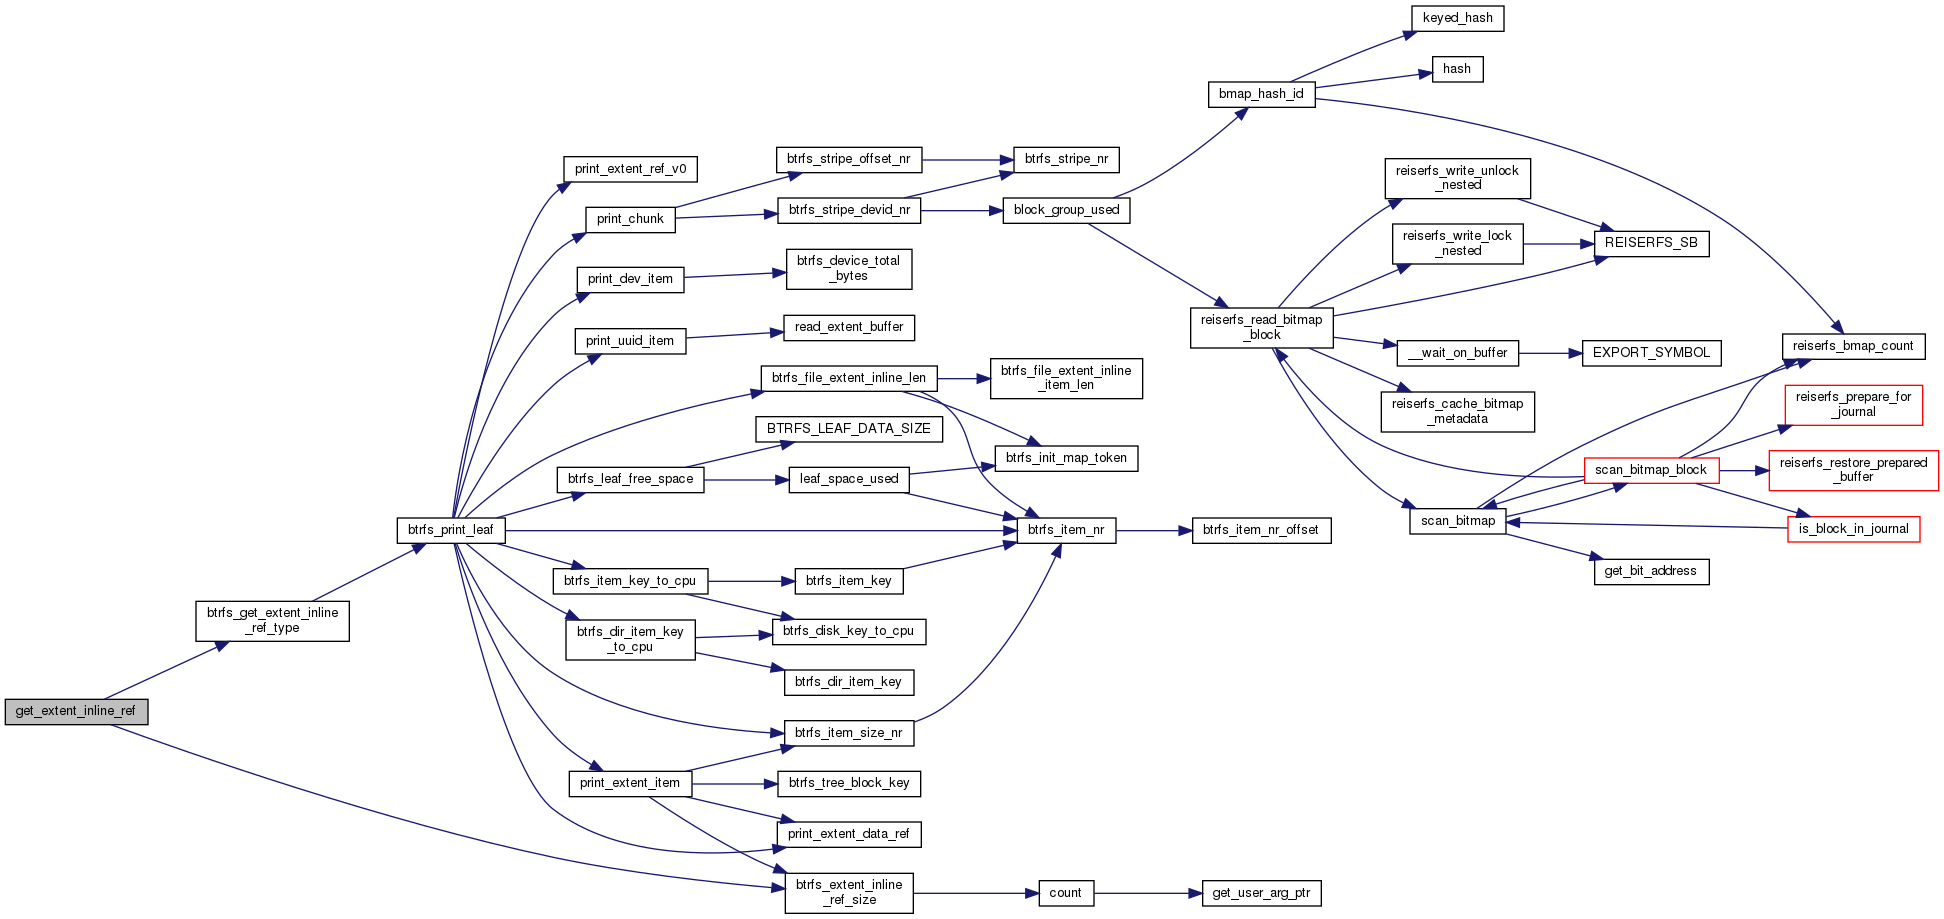 keyed_hash
hash
bmap_hash_id
print_extent_ref_v0
btrfs_stripe_offset_nr
btrfs_stripe_nr
reiserfs_write_unlock
_nested
print_chunk
btrfs_stripe_devid_nr
block_group_used
reiserfs_write_lock
_nested
REISERFS_SB
print_dev_item
btrfs_device_total
_bytes
print_uuid_item
read_extent_buffer
reiserfs_read_bitmap
_block
__wait_on_buffer
EXPORT_SYMBOL
reiserfs_bmap_count
btrfs_file_extent_inline_len
btrfs_file_extent_inline
_item_len
reiserfs_cache_bitmap
_metadata
reiserfs_prepare_for
_journal
BTRFS_LEAF_DATA_SIZE
btrfs_leaf_free_space
leaf_space_used
btrfs_init_map_token
scan_bitmap_block
reiserfs_restore_prepared
_buffer
btrfs_print_leaf
btrfs_item_nr
btrfs_item_nr_offset
scan_bitmap
is_block_in_journal
get_bit_address
btrfs_item_key_to_cpu
btrfs_item_key
btrfs_get_extent_inline
_ref_type
btrfs_dir_item_key
_to_cpu
btrfs_disk_key_to_cpu
btrfs_dir_item_key
get_extent_inline_ref
btrfs_item_size_nr
print_extent_item
btrfs_tree_block_key
print_extent_data_ref
btrfs_extent_inline
_ref_size
count
get_user_arg_ptr